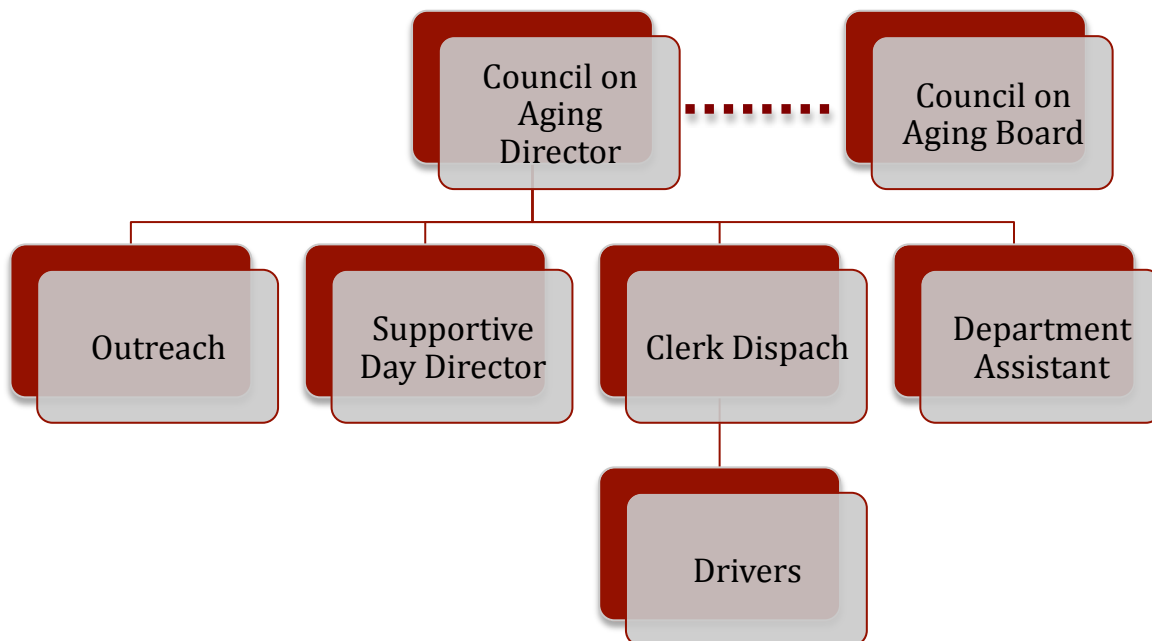 Council on
Aging
Director
Council on
Aging Board
Outreach
Supportive
Day Director
Clerk Dispach
Department
Assistant
Drivers